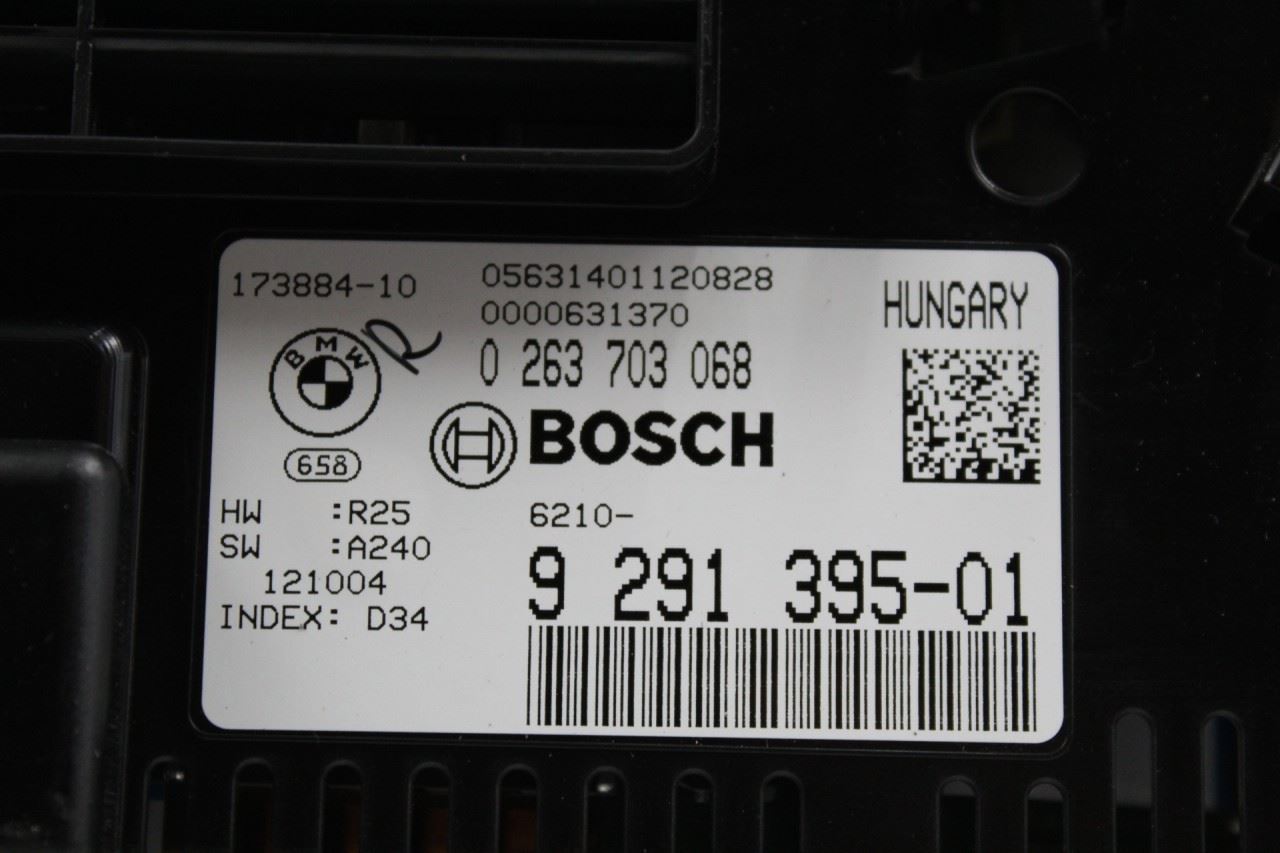 173884-10
05631401120828
0000631370
HUNGARY
R
0 263 703 068
BMW
BOSCH
658
HW :R25
SW :A240
121004
INDEX: D34
6210-
9 291 395-01